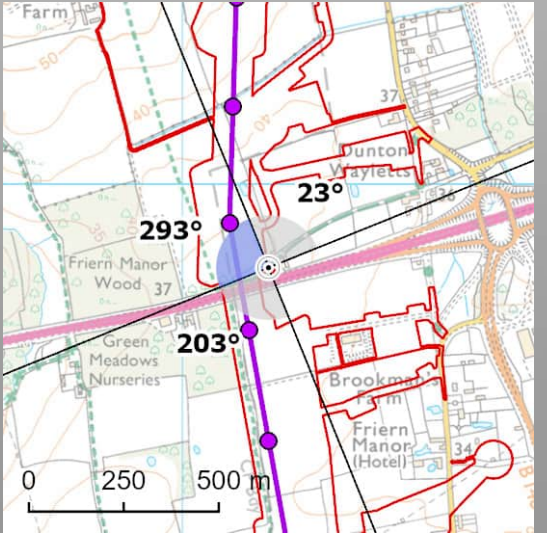 Farm
50
40
40
37
Dunton
Wayletts
35
23°
36
293°
Friern Manor
Wood
37
203°
Green
Meadows
Nurseries
Brookman
Farm
Friern
Manor
(Hotel)
34
0 250 500 m